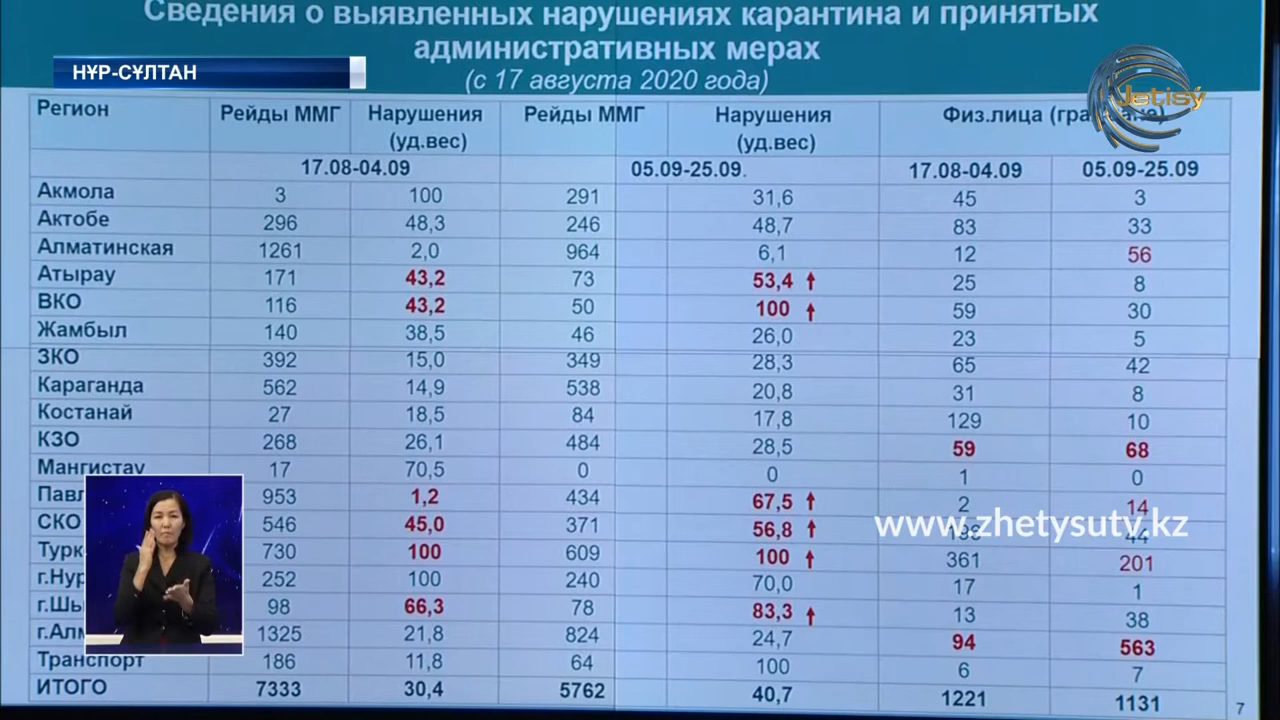 Сведения о выявленных нарушениях карантина и принятых
административных мерах
(с 17 августа 2020 года)
НҰР-СҰЛТАН
Jetisý
Регион Рейды ММГ Нарушения (уд.вес) Рейды ММГ Нарушения (уд.вес) Физ.лица
17.08-04.09 05.09-25.09. 17.08-04.09 05.09-25.09
Акмола 3 100 291 31,6 45 3
Актобе 296 48,3 246 48,7 83 33
Алматинская 1261 2,0 964 6,1 12 56
Атырау 171 43,2 73 53,4 25 8
ВКО 116 43,2 50 100 59 30
Жамбыл 140 38,5 46 26,0 23 5
ЗКО 392 15,0 349 28,3 65 42
Караганда 562 14,9 538 20,8 31 8
Костанай 27 18,5 84 17,8 129 10
КЗО 268 26,1 484 28,5 59 68
Мангистау 17 70,5 0 0 1 0
953 1,2 434 67,5 2 14
www.zhetysutv.kz
СКО 546 45,0 371 56,8 44
730 100 609 100 361 201
252 100 240 70,0 17 1
98 66,3 78 83,3 13 38
1325 21,8 824 24,7 94 563
Транспорт 186 11,8 64 100 6 7
ИТОГО 7333 30,4 5762 40,7 1221 1131
7